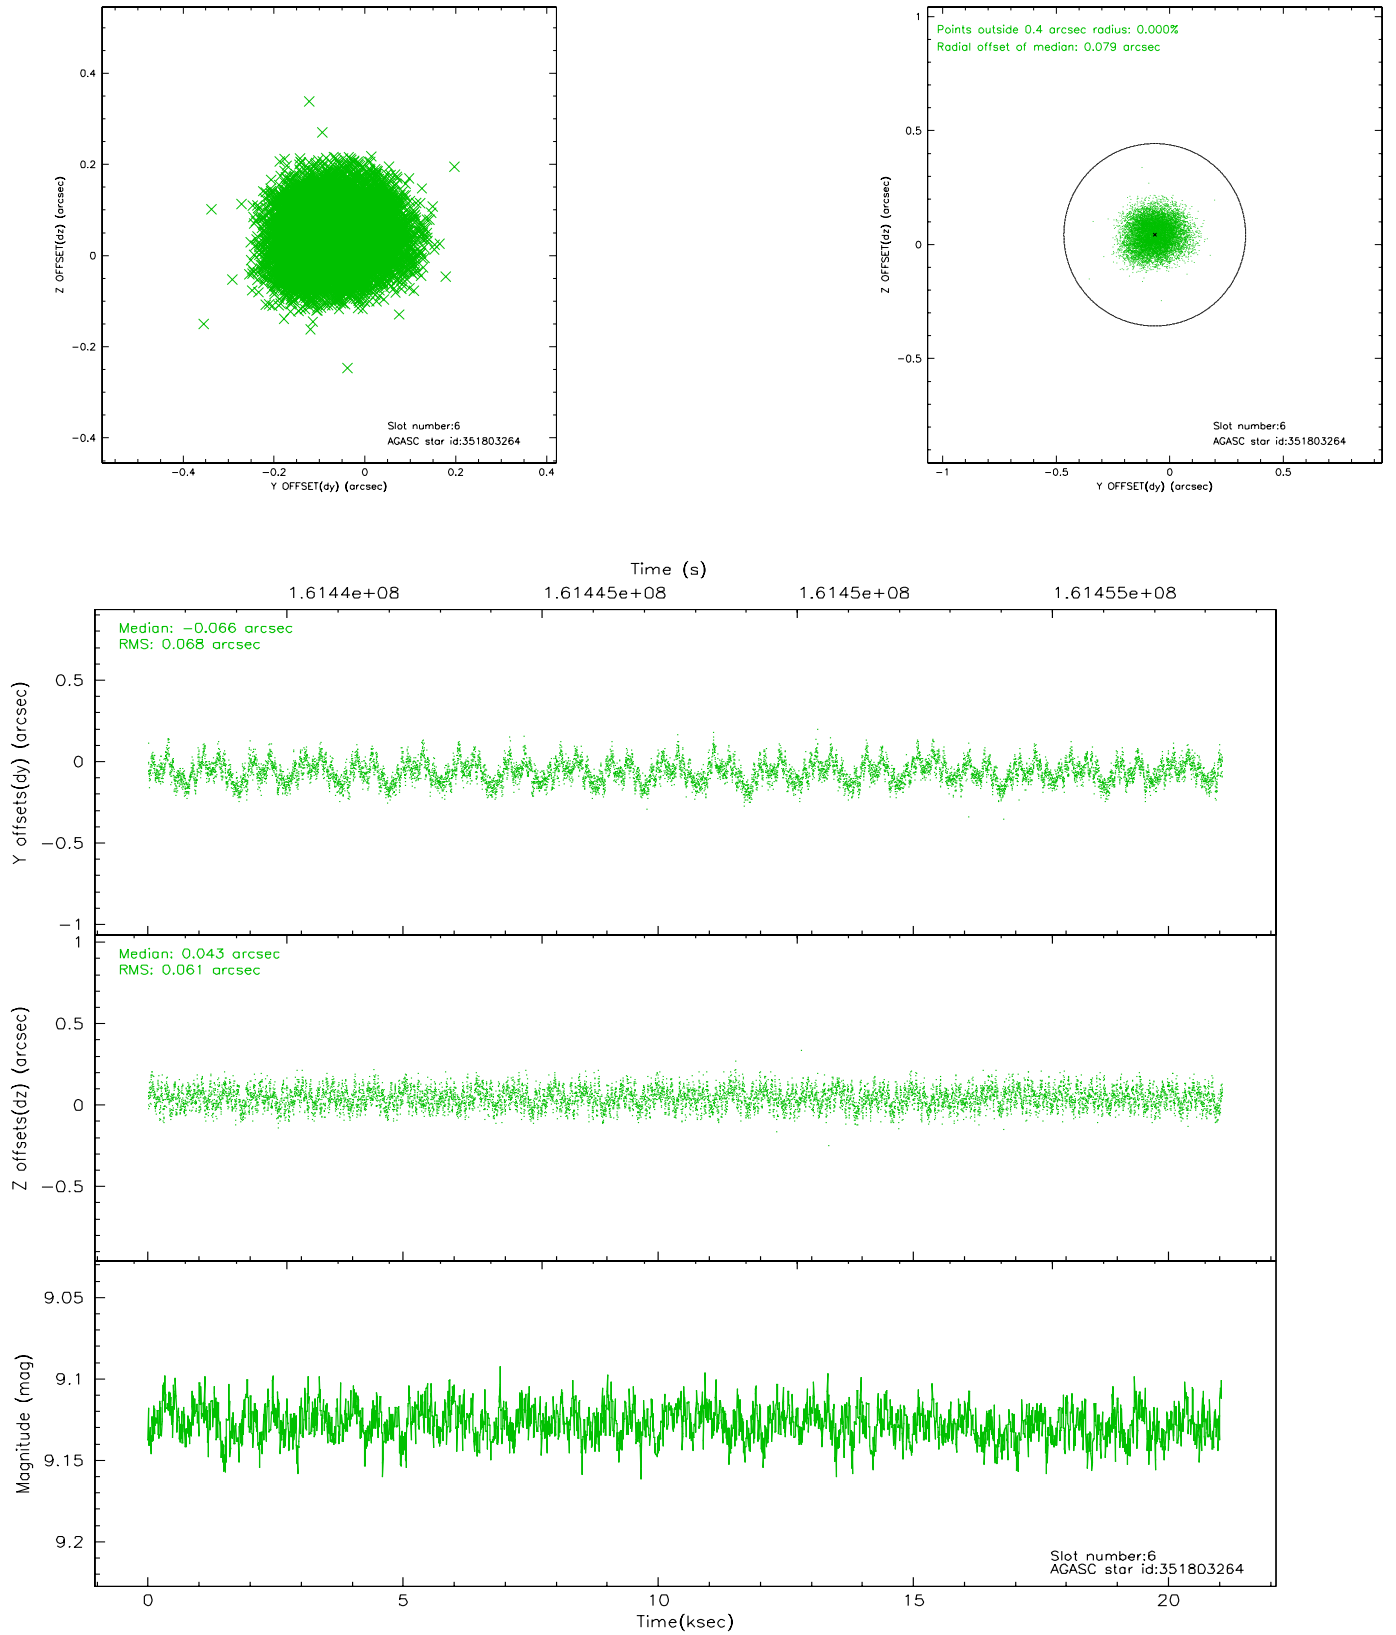 0.4
0.2
0
−0.2
−0.4
Z OFFSET(dz) (arcsec)
Slot number:6
AGASC star id:351803264
−0.4 −0.2 0 0.2 0.4
Y OFFSET(dy) (arcsec)
Points outside 0.4 arcsec radius: 0.000%
Radial offset of median: 0.079 arcsec
1
0.5
0
−0.5
Z OFFSET(dz) (arcsec)
Slot number:6
AGASC star id:351803264
−1 −0.5 0 0.5
Y OFFSET(dy) (arcsec)
Time (s)
1.6144e+08 1.61445e+08 1.6145e+08 1.61455e+08
Median: −0.066 arcsec
RMS: 0.068 arcsec
0.5
0
−0.5
−1
Y offsets(dy) (arcsec)
Median: 0.043 arcsec
RMS: 0.061 arcsec
1
0.5
0
−0.5
Z offsets(dz) (arcsec)
9.05
9.1
9.15
9.2
Magnitude (mag)
Slot number:6
AGASC star id:351803264
0 5 10 15 20
Time(ksec)